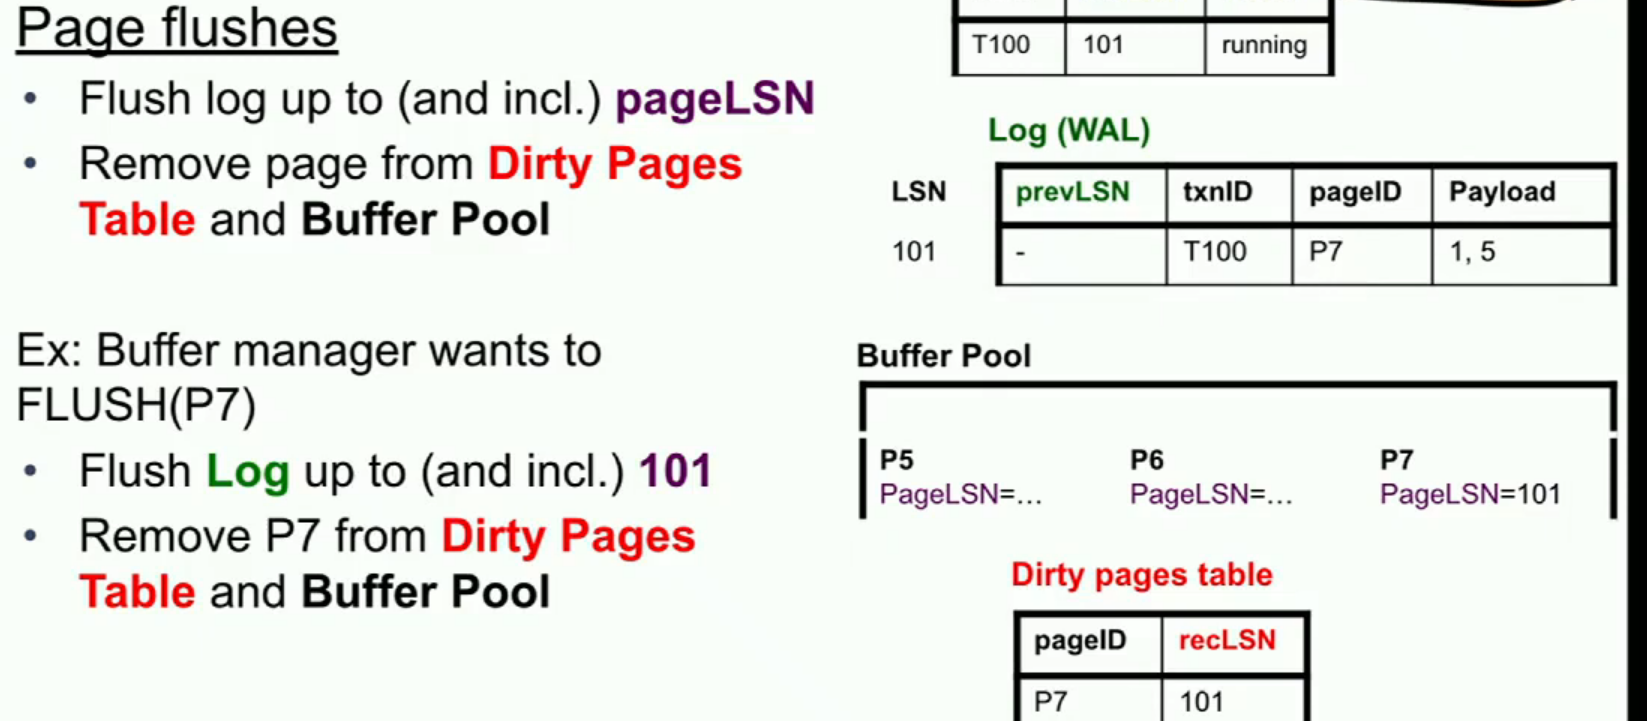 Page flushes
• Flush log up to (and incl.) pageLSN
• Remove page from Dirty Pages
Table and Buffer Pool
Ex: Buffer manager wants to
FLUSH(P7)
• Flush Log up to (and incl.) 101
• Remove P7 from Dirty Pages
Table and Buffer Pool
T100 101 running
Log (WAL)
LSN prevLSN txnID pageID Payload
101 - T100 P7 1, 5
Buffer Pool
P5 P6 P7
PageLSN=... PageLSN=... PageLSN=101
Dirty pages table
pageID recLSN
P7 101